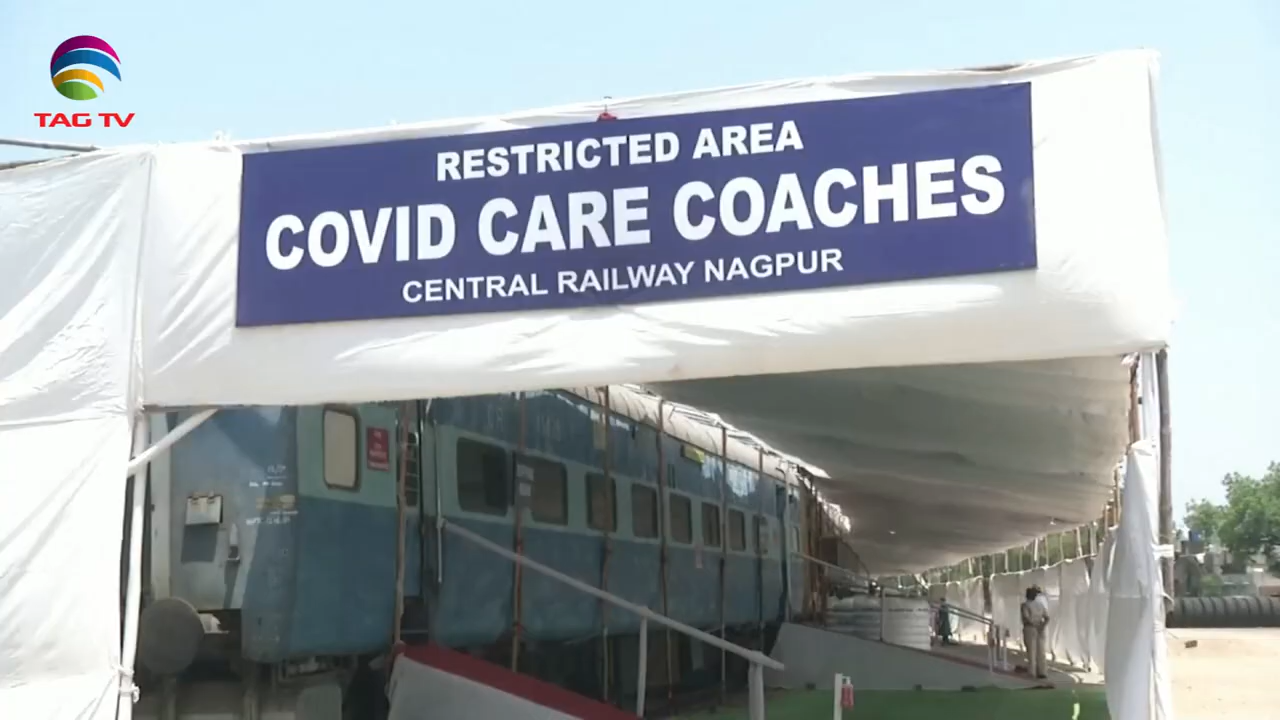 TAG TV
RESTRICTED AREA
COVID CARE COACHES
CENTRAL RAILWAY NAGPUR